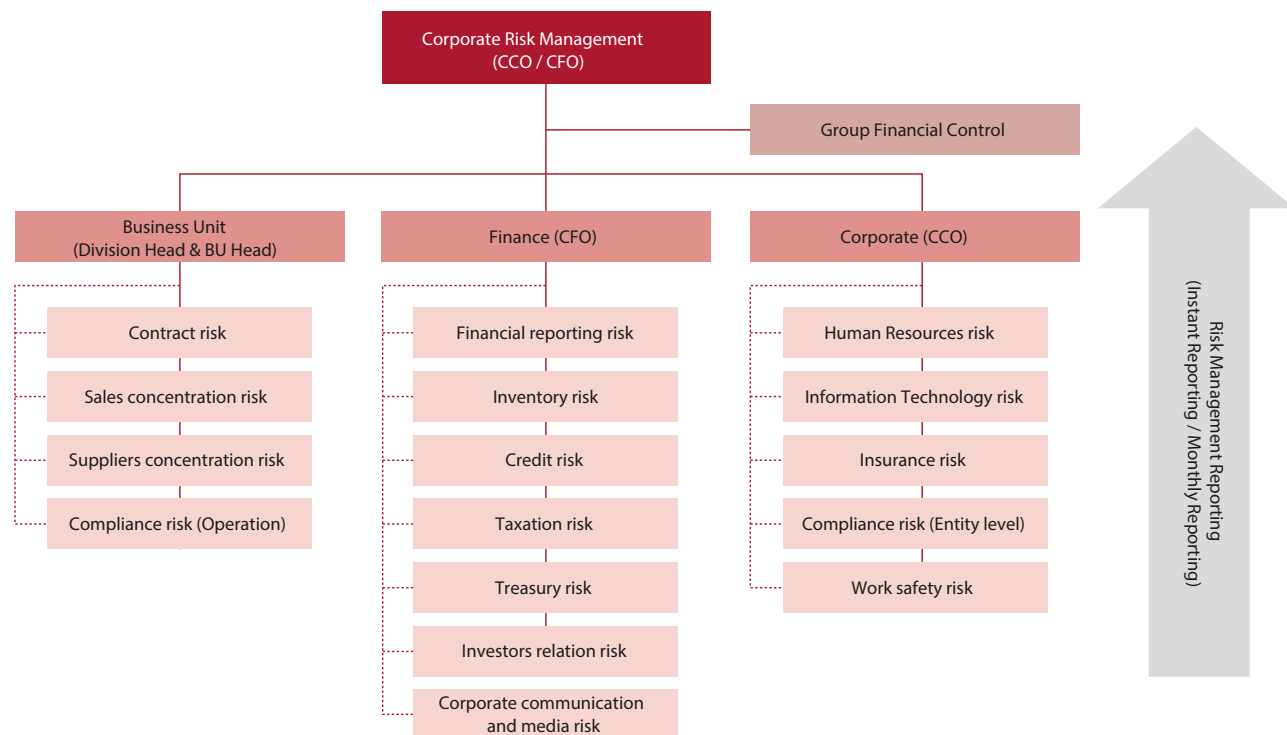 Corporate Risk Management
(CCO / CFO)
Group Financial Control
Business Unit
(Division Head & BU Head)
Contract risk
Sales concentration risk
Suppliers concentration risk
Compliance risk (Operation)
Finance (CFO)
Financial reporting risk
Inventory risk
Credit risk
Taxation risk
Treasury risk
Investors relation risk
Corporate communication
and media risk
Corporate (CCO)
Human Resources risk
Information Technology risk
Insurance risk
Compliance risk (Entity level)
Work safety risk
Risk Management Reporting
(Instant Reporting / Monthly Reporting)